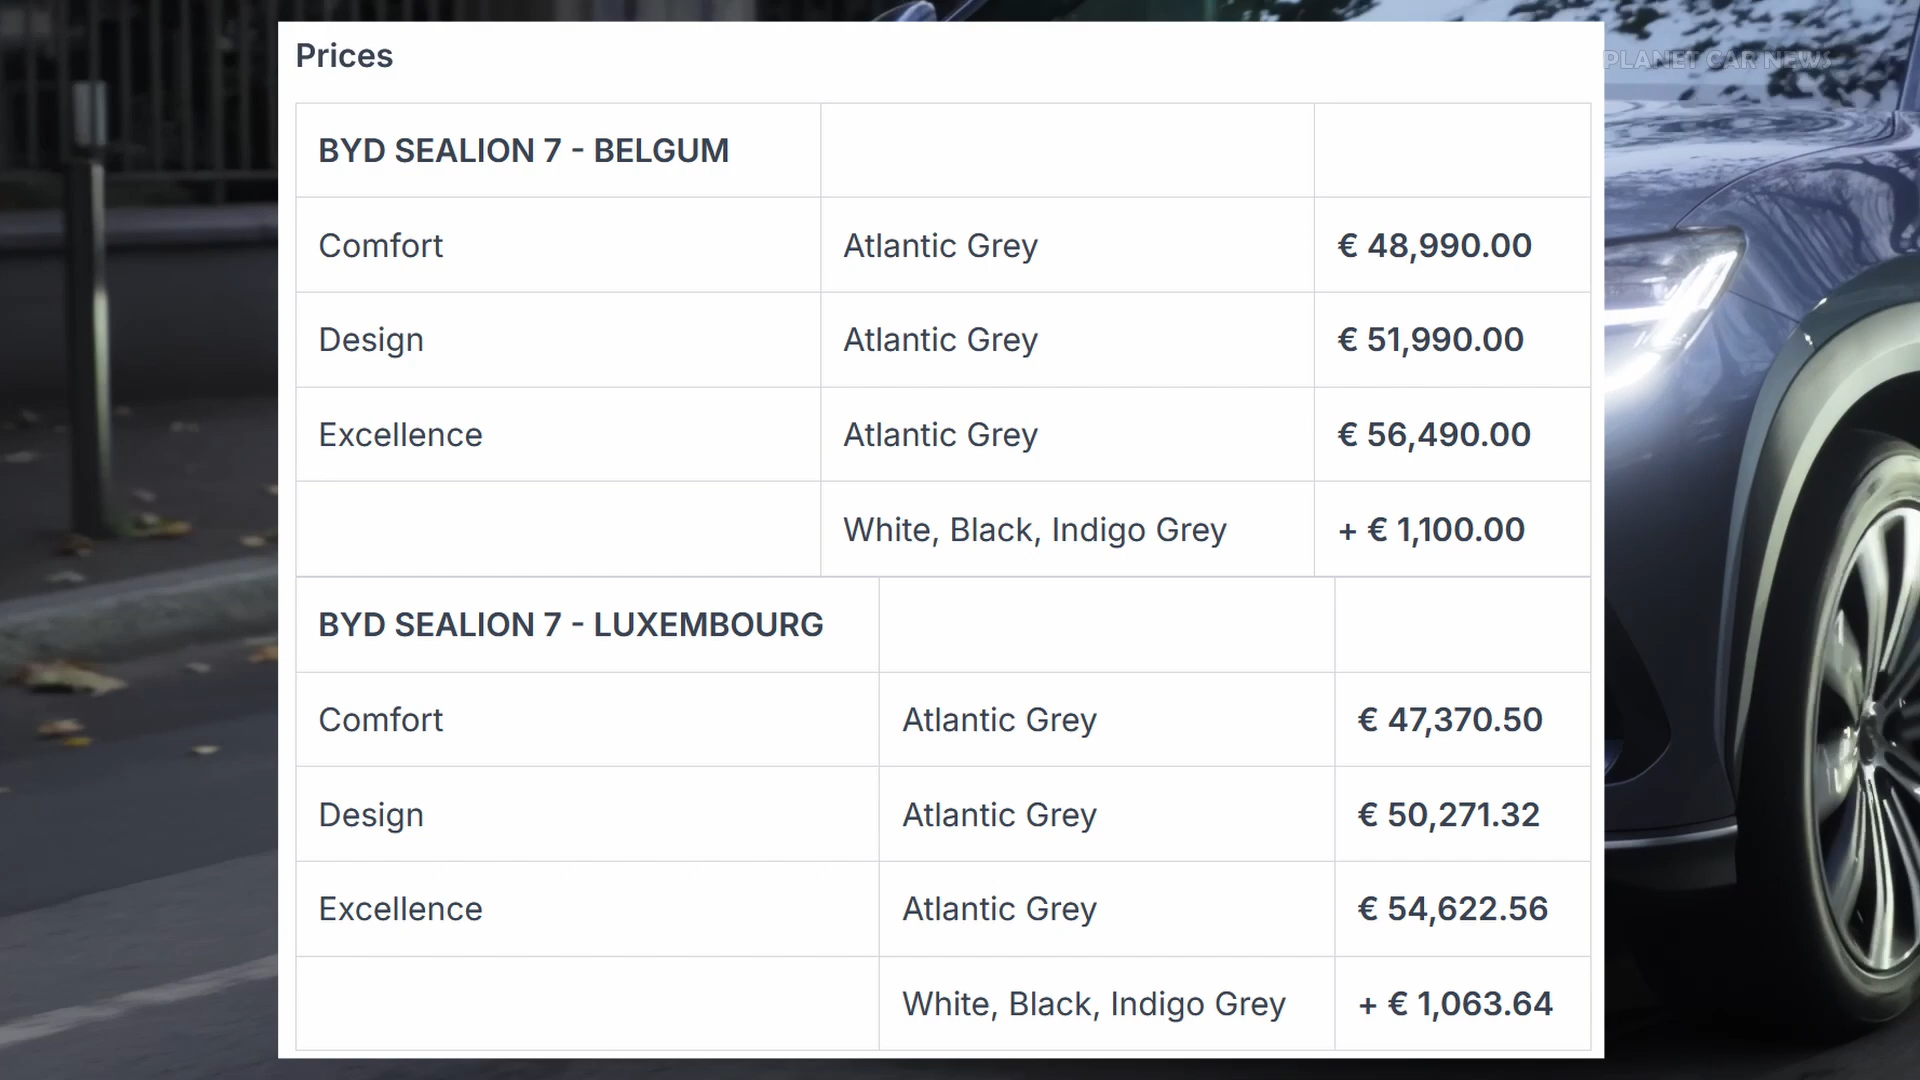 Prices
PLANET CAR NEWS
BYD SEALION 7 - BELGUM
Comfort Atlantic Grey € 48,990.00
Design Atlantic Grey € 51,990.00
Excellence Atlantic Grey € 56,490.00
White, Black, Indigo Grey + € 1,100.00
BYD SEALION 7 - LUXEMBOURG
Comfort Atlantic Grey € 47,370.50
Design Atlantic Grey € 50,271.32
Excellence Atlantic Grey € 54,622.56
White, Black, Indigo Grey + € 1,063.64